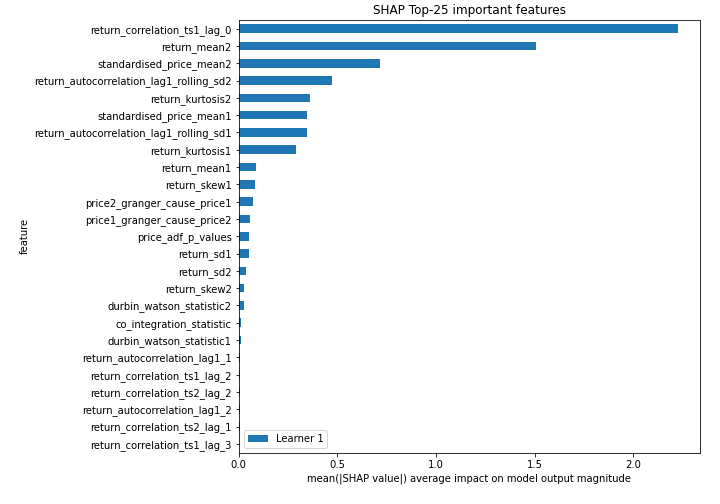 SHAP Top-25 important features
return_correlation_ts1_lag_0
return_mean2
standardised_price_mean2
return_autocorrelation_lag1_rolling_sd2
return_kurtosis2
standardised_price_mean1
return_autocorrelation_lag1_rolling_sd1
return_kurtosis1
return_mean1
return_skew1
price2_granger_cause_price1
price1_granger_cause_price2
price_adf_p_values
return_sd1
return_sd2
return_skew2
durbin_watson_statistic2
co_integration_statistic
durbin_watson_statistic1
return_autocorrelation_lag1_1
return_correlation_ts1_lag_2
return_correlation_ts2_lag_2
return_autocorrelation_lag1_2
return_correlation_ts2_lag_1
return_correlation_ts1_lag_3
feature
Learner 1
0.0 0.5 1.0 1.5 2.0
mean(|SHAP value|) average impact on model output magnitude